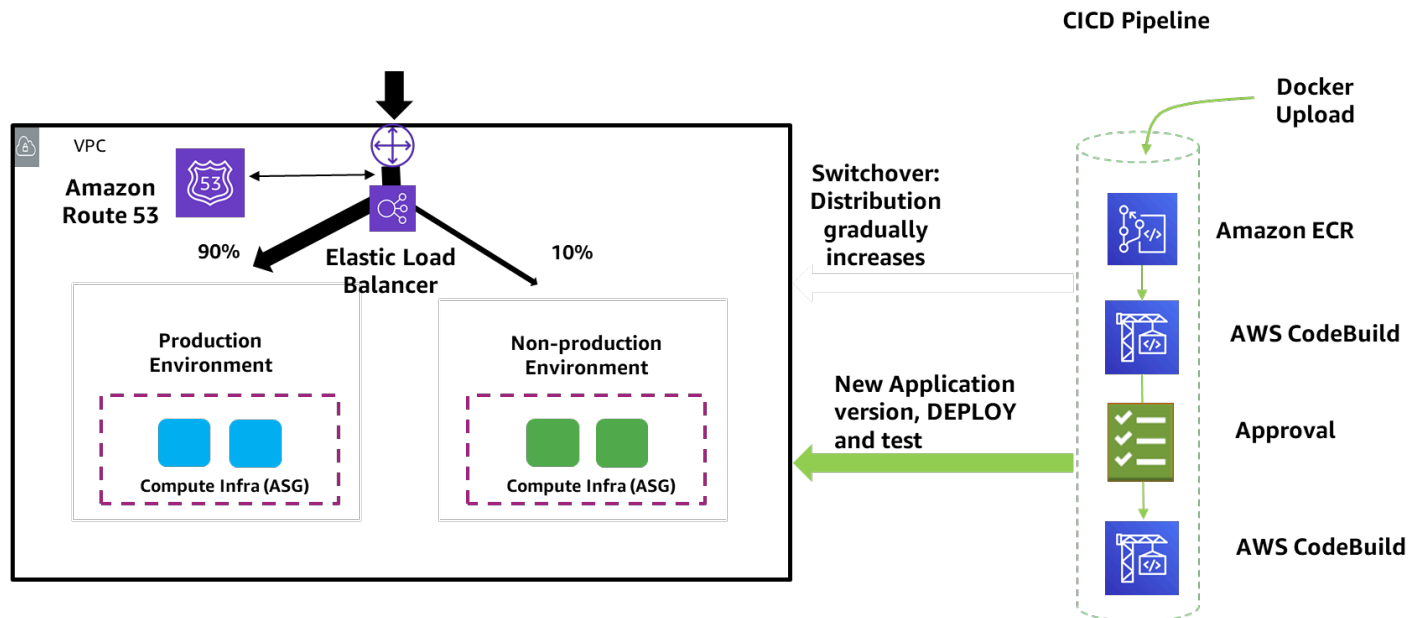 CICD Pipeline
Docker
Upload
VPC
Amazon
Route 53
53
Elastic Load
Balancer
90%
10%
Production
Environment
Compute Infra (ASG)
Non-production
Environment
Compute Infra (ASG)
Switchover:
Distribution
gradually
increases
New Application
version, DEPLOY
and test
Amazon ECR
</>
AWS CodeBuild
</>
Approval
AWS CodeBuild
</>